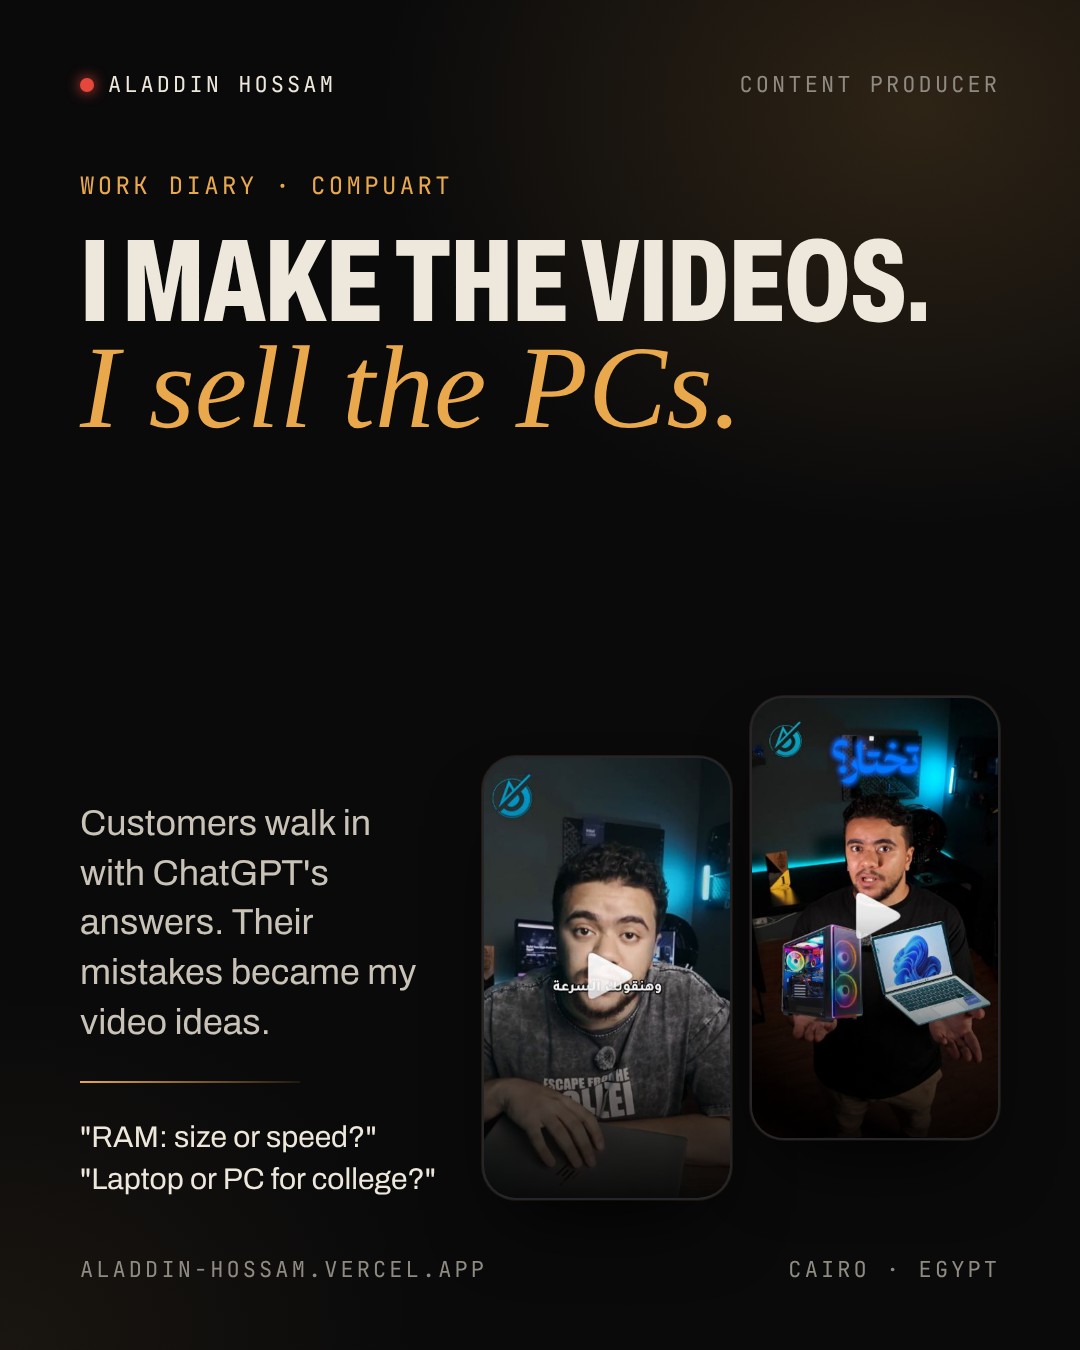 ALADDIN HOSSAM
CONTENT PRODUCER
WORK DIARY · COMPUART
I MAKE THE VIDEOS.
I sell the PCs.
Customers walk in
with ChatGPT's
answers. Their
mistakes became my
video ideas.
"RAM: size or speed?"
"Laptop or PC for college?"
تختار؟
السرعة
ESCAPE
ALADDIN-HOSSAM.VERCEL.APP
CAIRO · EGYPT